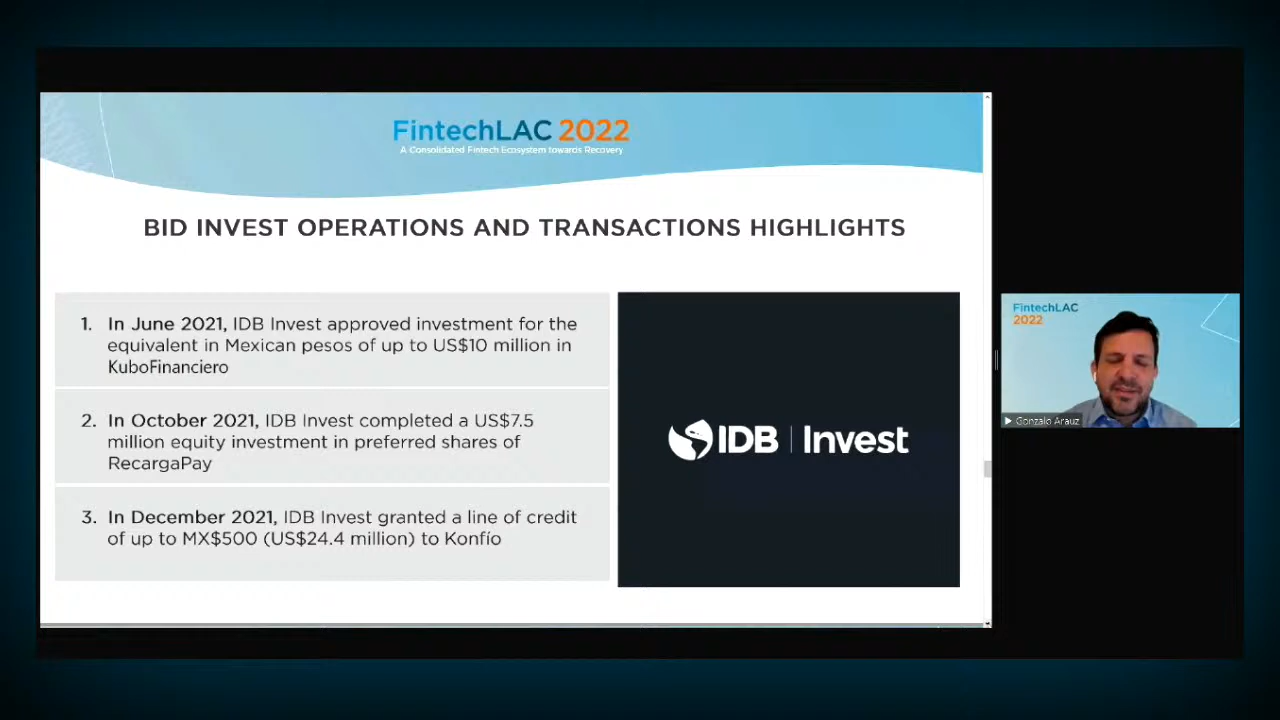 FintechLAC 2022
A Consolidated Fintech Ecosystem towards Recovery
BID INVEST OPERATIONS AND TRANSACTIONS HIGHLIGHTS
1. In June 2021, IDB Invest approved investment for the
equivalent in Mexican pesos of up to US$10 million in
KuboFinanciero
2. In October 2021, IDB Invest completed a US$7.5
million equity investment in preferred shares of
RecargaPay
3. In December 2021, IDB Invest granted a line of credit
of up to MX$500 (US$24.4 million) to Konfío
IDB | Invest
FintechLAC
2022
Gonzalo Arauz